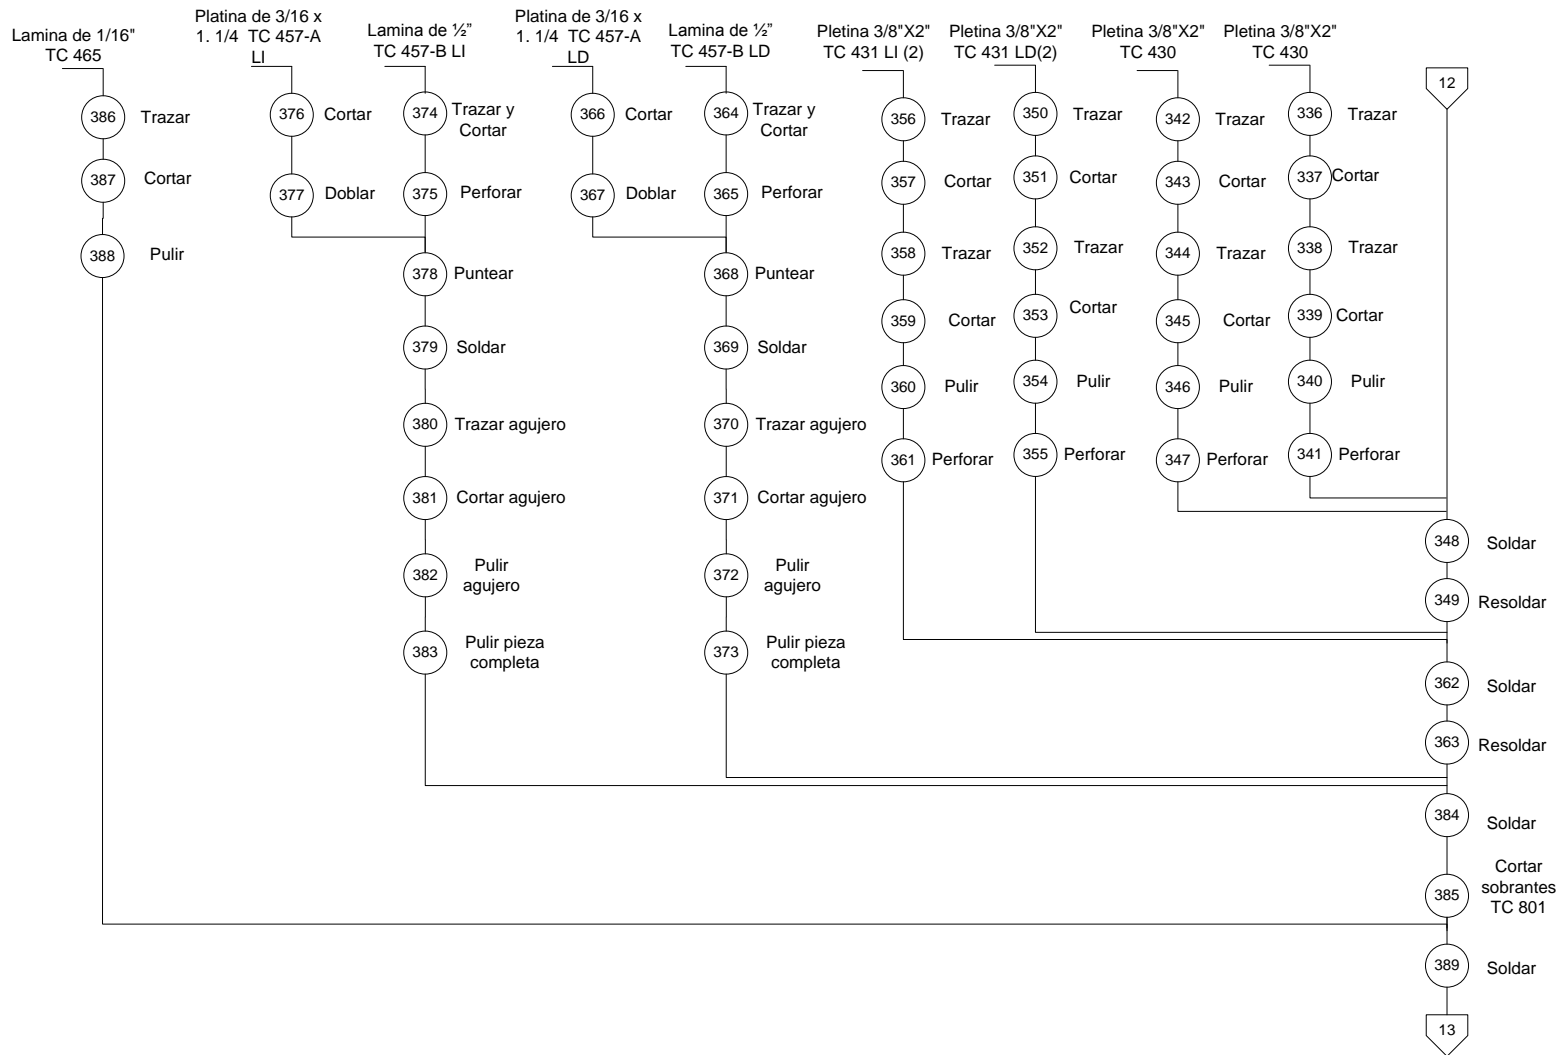 Lamina de 1/16"
TC 465
386
Trazar
387
Cortar
388
Pulir
Platina de 3/16 x
1. 1/4 TC 457-A
LI
376
Cortar
377
Doblar
Lamina de ½”
TC 457-B LI
374
Trazar y
Cortar
375
Perforar
378
Puntear
379
Soldar
380
Trazar agujero
381
Cortar agujero
382
Pulir
agujero
383
Pulir pieza
completa
Platina de 3/16 x
1. 1/4 TC 457-A
LD
366
Cortar
367
Doblar
Lamina de ½”
TC 457-B LD
364
Trazar y
Cortar
365
Perforar
368
Puntear
369
Soldar
370
Trazar agujero
371
Cortar agujero
372
Pulir
agujero
373
Pulir pieza
completa
Pletina 3/8"X2"
TC 431 LI (2)
356
Trazar
357
Cortar
358
Trazar
359
Cortar
360
Pulir
361
Perforar
Pletina 3/8"X2"
TC 431 LD(2)
350
Trazar
351
Cortar
352
Trazar
353
Cortar
354
Pulir
355
Perforar
Pletina 3/8"X2"
TC 430
342
Trazar
343
Cortar
344
Trazar
345
Cortar
346
Pulir
347
Perforar
Pletina 3/8"X2"
TC 430
336
Trazar
337
Cortar
338
Trazar
339
Cortar
340
Pulir
341
Perforar
12
348
Soldar
349
Resoldar
362
Soldar
363
Resoldar
384
Soldar
385
Cortar
sobrantes
TC 801
389
Soldar
13